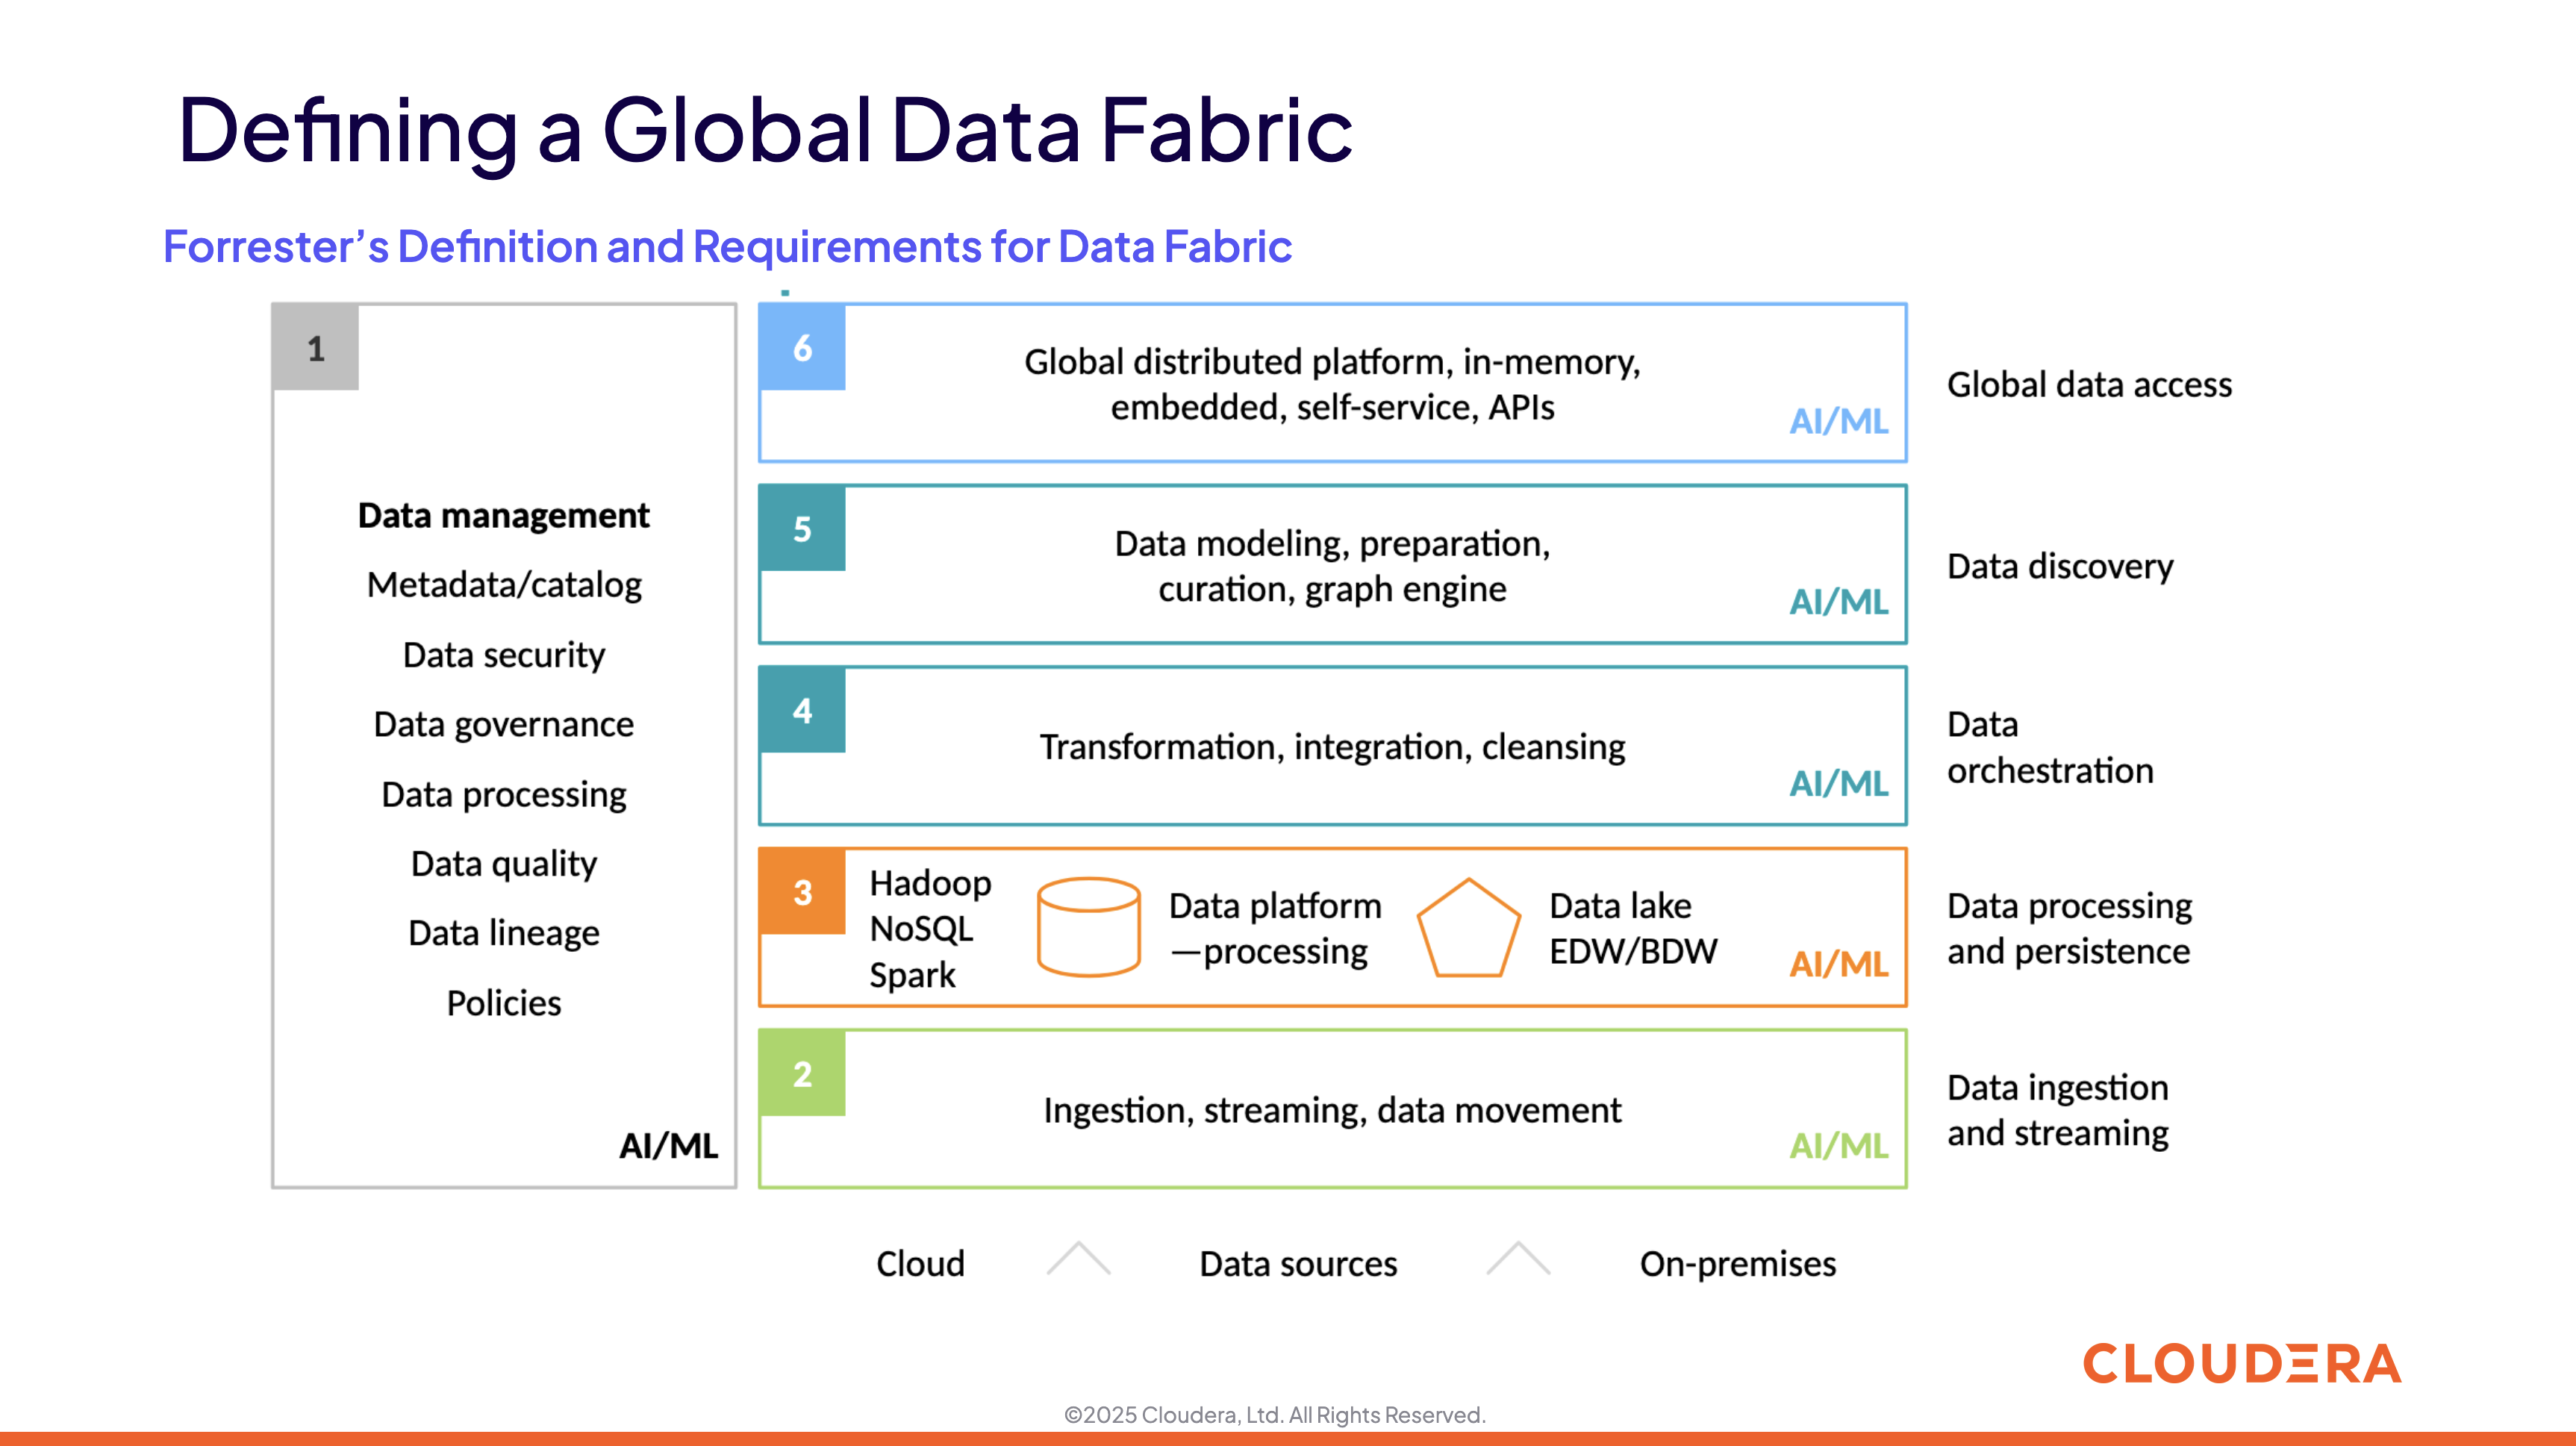 Defining a Global Data Fabric
Forrester’s Definition and Requirements for Data Fabric
1
Data management
Metadata/catalog
Data security
Data governance
Data processing
Data quality
Data lineage
Policies
AI/ML
6
Global distributed platform, in-memory,
embedded, self-service, APIs
AI/ML
Global data access
5
Data modeling, preparation,
curation, graph engine
AI/ML
Data discovery
4
Transformation, integration, cleansing
AI/ML
Data
orchestration
3
Hadoop
NoSQL
Spark
Data platform
—processing
Data lake
EDW/BDW
AI/ML
Data processing
and persistence
2
Ingestion, streaming, data movement
AI/ML
Data ingestion
and streaming
Cloud
Data sources
On-premises
CLOUDERA
©2025 Cloudera, Ltd. All Rights Reserved.